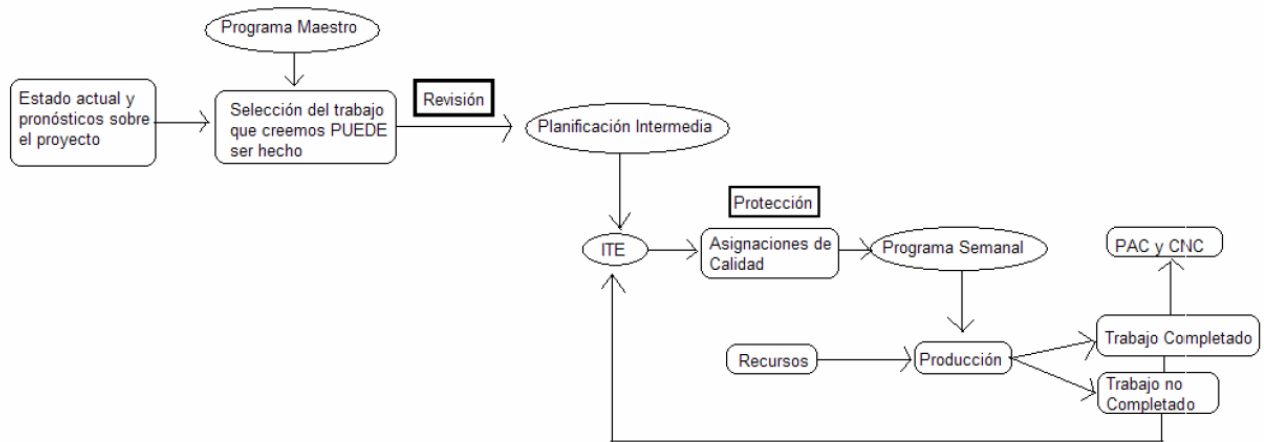 Programa Maestro
Estado actual y
pronósticos sobre
el proyecto
Selección del trabajo
que creemos PUEDE
ser hecho
Revisión
Planificación Intermedia
Protección
ITE
Asignaciones de
Calidad
Programa Semanal
PAC y CNC
Recursos
Producción
Trabajo Completado
Trabajo no
Completado